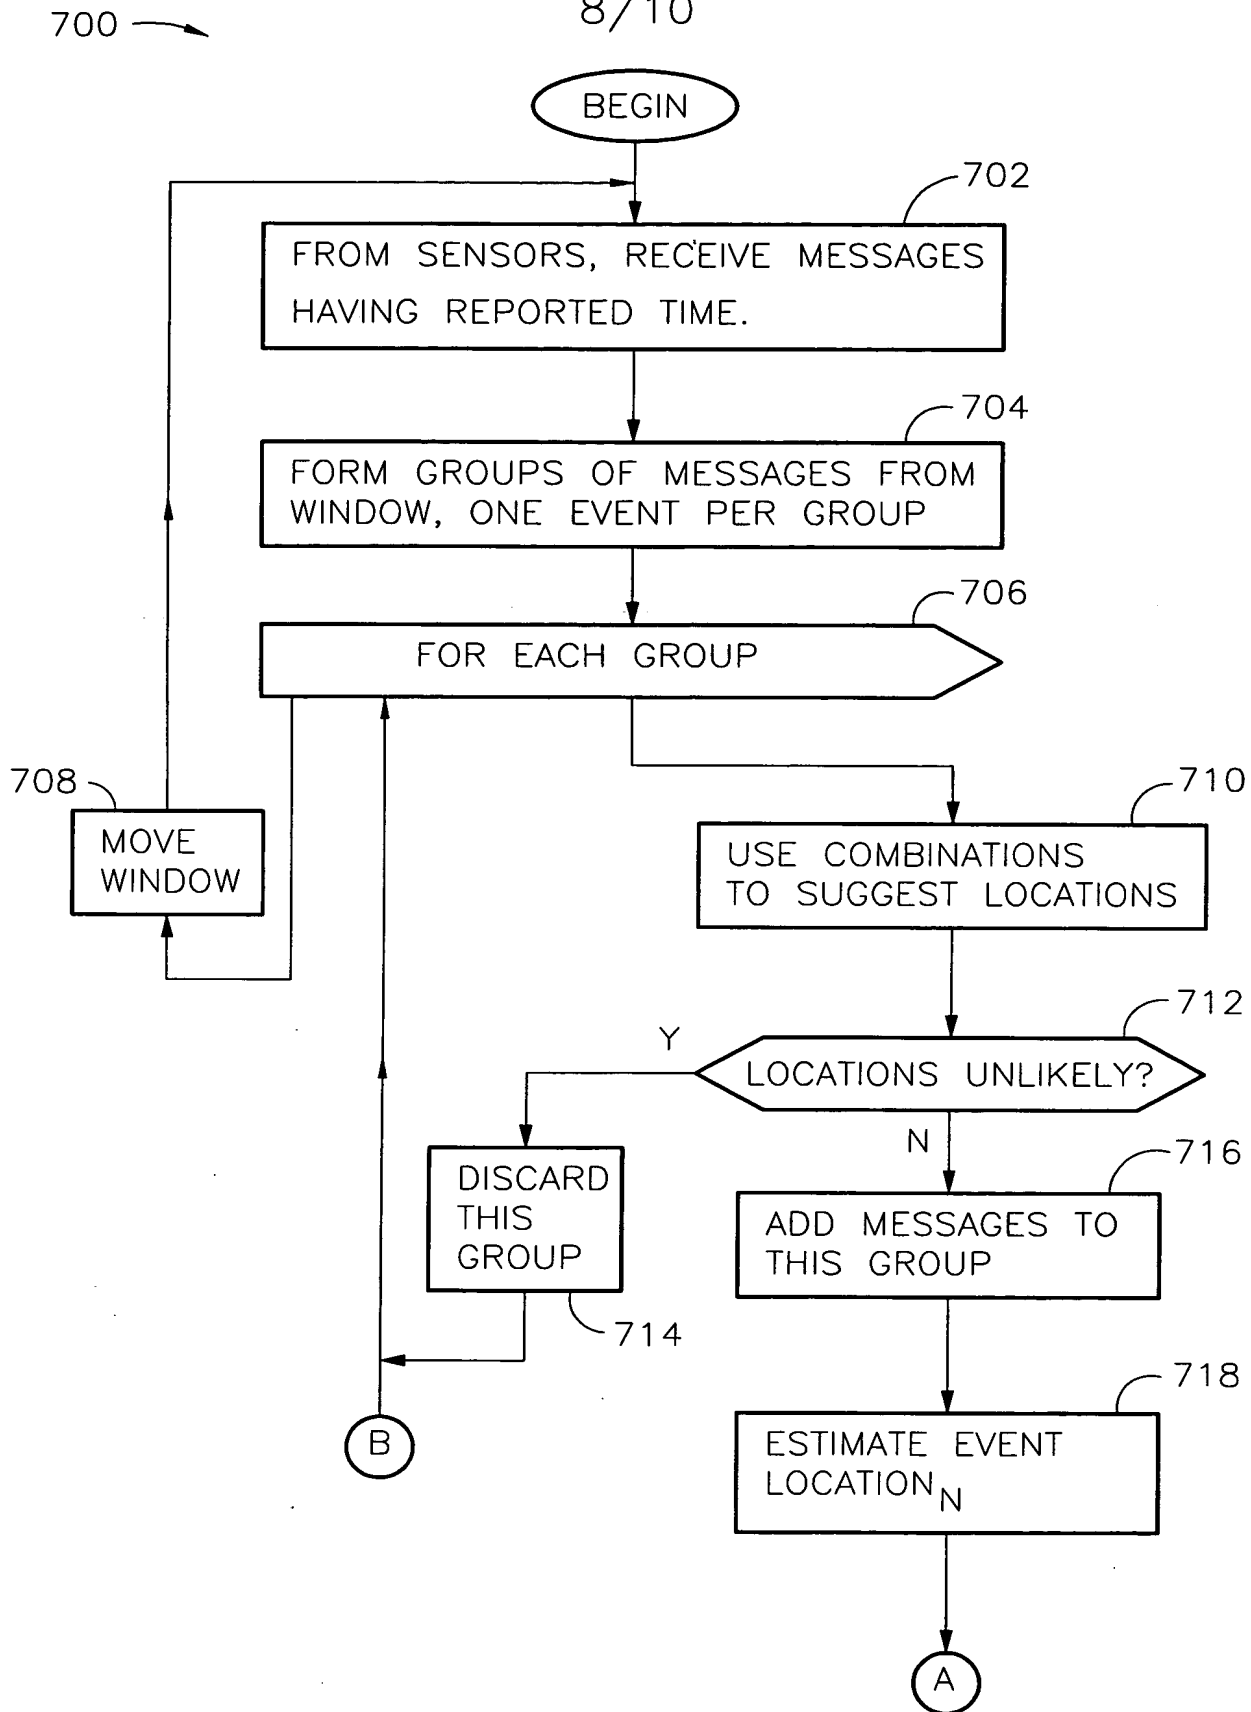 8/10
700
BEGIN
702
FROM SENSORS, RECEIVE MESSAGES
HAVING REPORTED TIME.
704
FORM GROUPS OF MESSAGES FROM
WINDOW, ONE EVENT PER GROUP
706
FOR EACH GROUP
708
MOVE
WINDOW
710
USE COMBINATIONS
TO SUGGEST LOCATIONS
712
LOCATIONS UNLIKELY?
Y
N
DISCARD
THIS
GROUP
714
716
ADD MESSAGES TO
THIS GROUP
718
ESTIMATE EVENT
LOCATION N
B
A